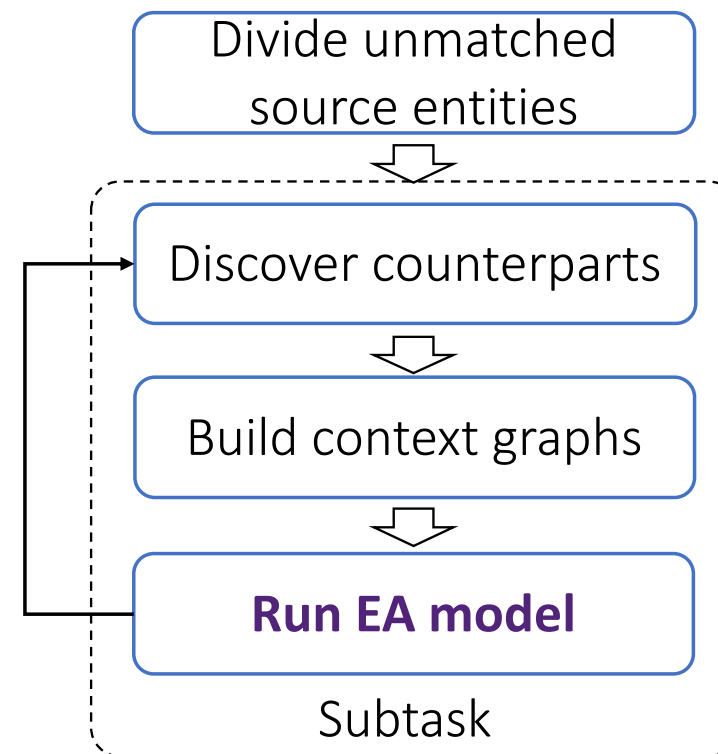 Divide unmatched
source entities
Discover counterparts
Build context graphs
Run EA model
Subtask